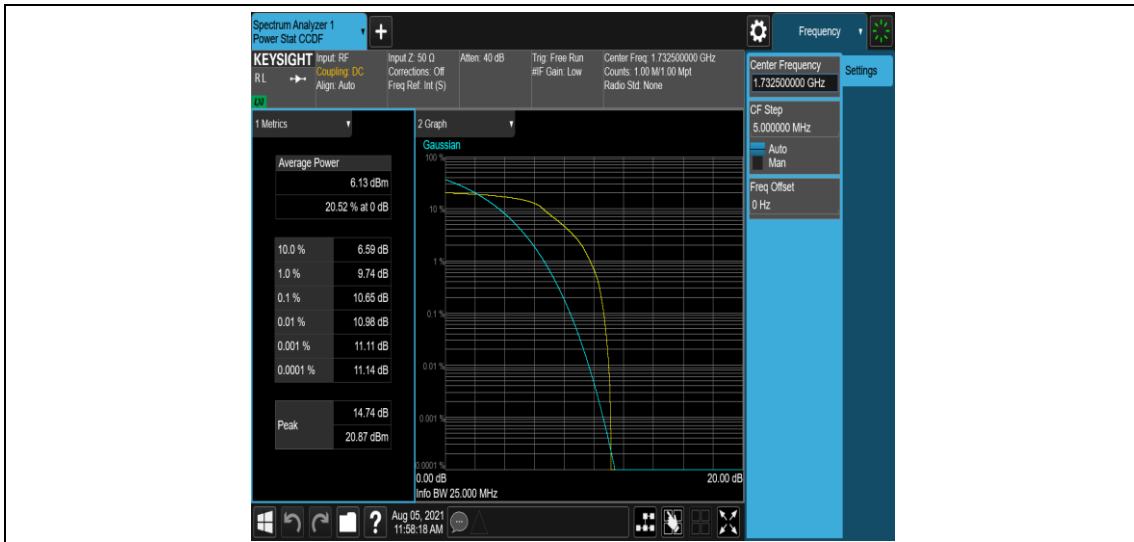 Spectrum Analyzer 1
Power Stat CCDF
Frequency
KEYSIGHT
RL
LM
Input: RF
Coupling: DC
Align: Auto
Input Z: 50 Ω
Corrections: Off
Freq Ref: Int (S)
Atten: 40 dB
Trig: Free Run
#IF Gain: Low
Center Freq: 1.732500000 GHz
Counts: 1.00 M/1.00 Mpt
Radio Std: None
Center Frequency
1.732500000 GHz
Settings
CF Step
5.000000 MHz
Auto
Man
Freq Offset
0 Hz
1 Metrics
Average Power
6.13 dBm
20.52 % at 0 dB
10.0 % 6.59 dB
1.0 % 9.74 dB
0.1 % 10.65 dB
0.01 % 10.98 dB
0.001 % 11.11 dB
0.0001 % 11.14 dB
Peak
14.74 dB
20.87 dBm
2 Graph
Gaussian
100 %
10 %
1 %
0.1 %
0.01 %
0.001 %
0.0001 %
0.00 dB 20.00 dB
Info BW 25.000 MHz
?
Aug 05, 2021
11:58:18 AM